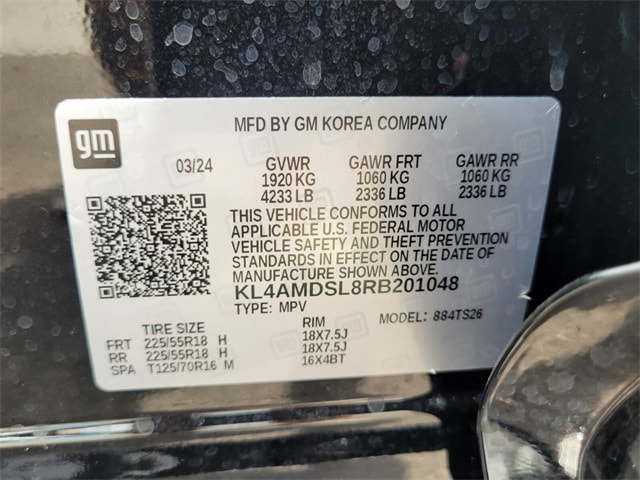 gm
MFD BY GM KOREA COMPANY
03/24 GVWR GAWR FRT GAWR RR
1920 KG 1060 KG 1060 KG
4233 LB 2336 LB 2336 LB
THIS VEHICLE CONFORMS TO ALL
APPLICABLE U.S. FEDERAL MOTOR
VEHICLE SAFETY AND THEFT PREVENTION
STANDARDS IN EFFECT ON THE DATE OF
MANUFACTURE SHOWN ABOVE.
KL4AMDSL8RB201048
TYPE: MPV MODEL: 884TS26
TIRE SIZE RIM
FRT 225/55R18 H 18X7.5J
RR 225/55R18 H 18X7.5J
SPA T125/70R16 M 16X4BT